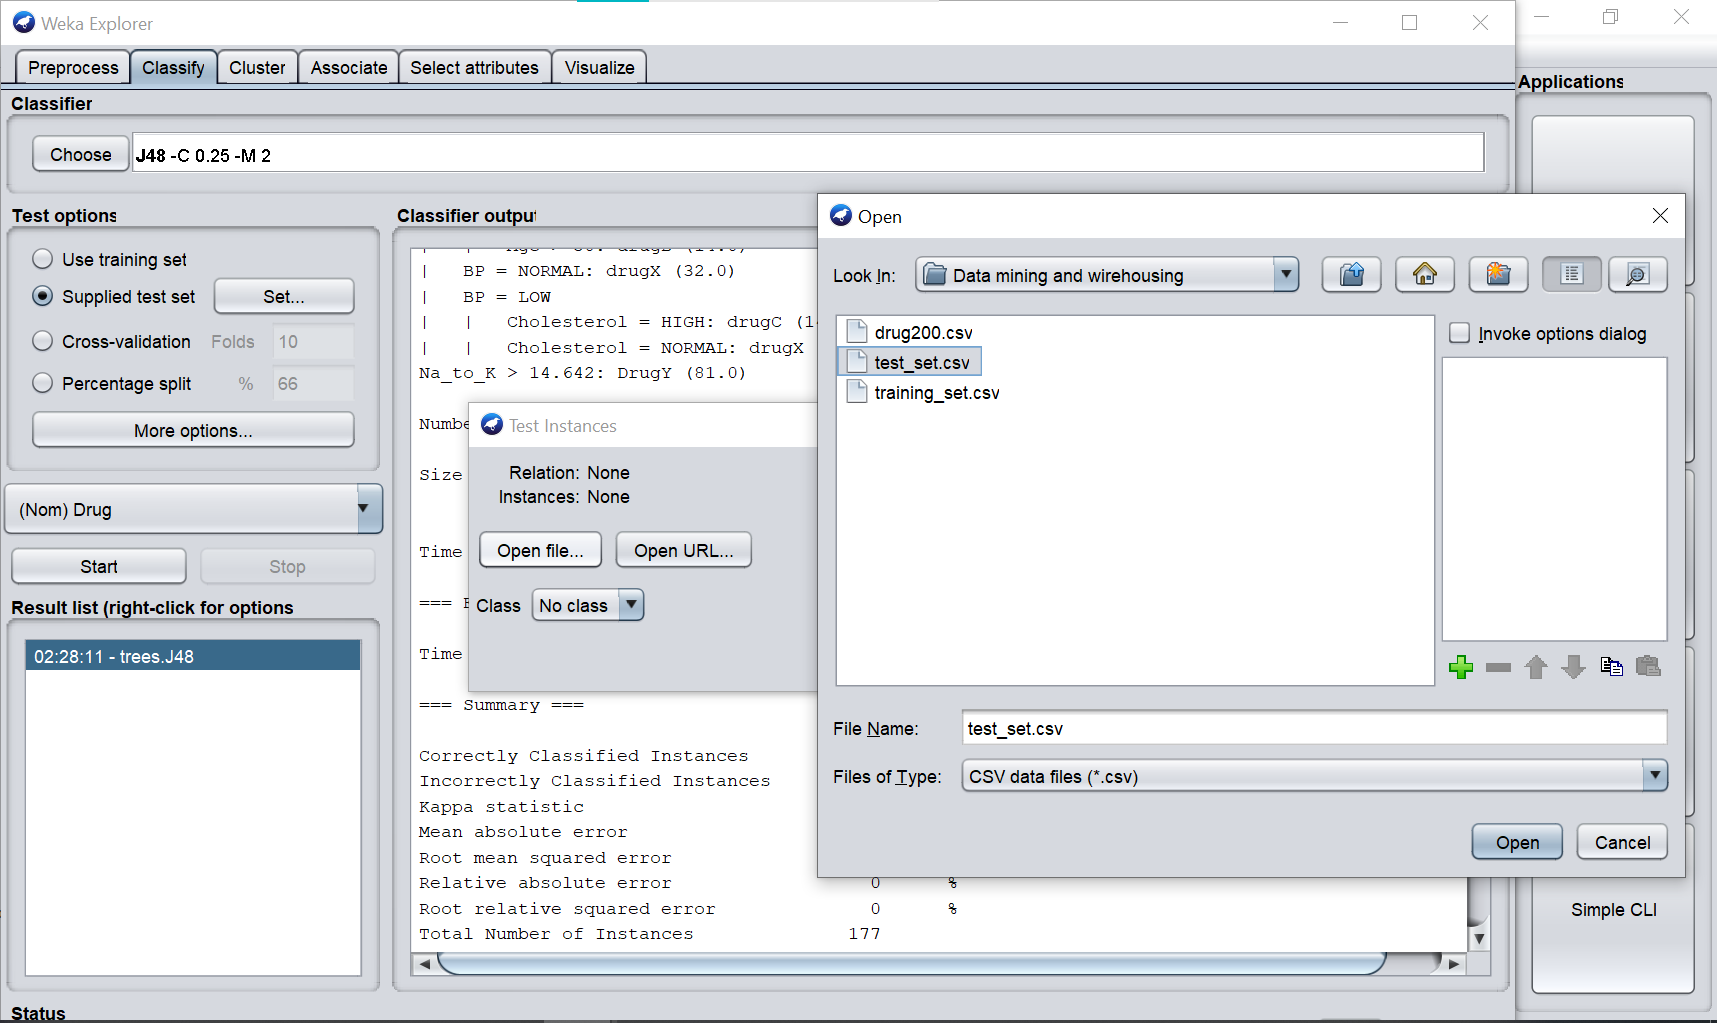 Weka Explorer
Preprocess Classify Cluster Associate Select attributes Visualize
Applications
Classifier
Choose J48 -C 0.25 -M 2
Test options
Use training set
Supplied test set Set...
Cross-validation Folds 10
Percentage split % 66
More options...
(Nom) Drug
Start Stop
Result list (right-click for options
02:28:11 - trees.J48
Status
Classifier output
| BP = NORMAL: drugX (32.0)
| BP = LOW
| | Cholesterol = HIGH: drugC (1
| | Cholesterol = NORMAL: drugX
Na_to_K > 14.642: DrugY (81.0)
Numbe
Size
Time
===
Time
=== Summary ===
Correctly Classified Instances
Incorrectly Classified Instances
Kappa statistic
Mean absolute error
Root mean squared error
Relative absolute error 0 %
Root relative squared error 0 %
Total Number of Instances 177
Test Instances
Relation: None
Instances: None
Open file... Open URL...
Class No class
Open
Look In: Data mining and wirehousing
drug200.csv
test_set.csv
training_set.csv
Invoke options dialog
File Name: test_set.csv
Files of Type: CSV data files (*.csv)
Open Cancel
Simple CLI